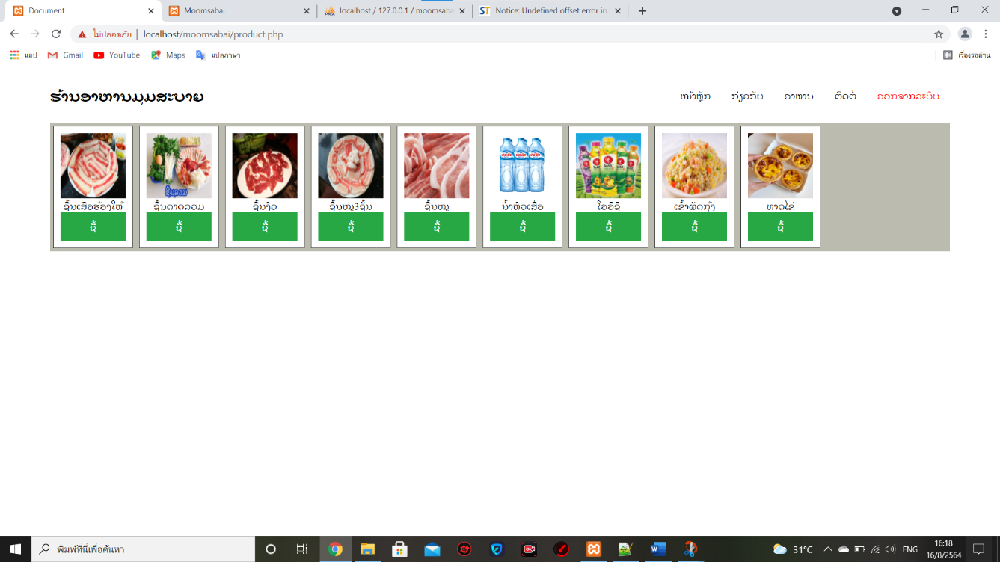 Document
Moomsabai
localhost / 127.0.0.1 / moomsaba
Notice: Undefined offset error in
ไม่ปลอดภัย
localhost/moomsabai/product.php
แอป
Gmail
YouTube
Maps
แปลภาษา
เรื่องรออ่าน
ຮ້ານອາຫານມຸມສະບາຍ
ໜ້າຫຼັກ
ກ່ຽວກັບ
ອາຫານ
ຕິດຕໍ່
ອອກຈາກລະບົບ
ຊີ້ນເສືອຮ້ອງໃຫ້
ຊີ້ນດາດລວມ
ຊີ້ນງົວ
ຊີ້ນໝູ3ຊັ້ນ
ຊີ້ນໝູ
ນ້ຳຫົວເສືອ
ໂອອິຊິ
ເຂົ້າຜັດກຸ້ງ
ທາດໄຂ່
ຊື້
ຊື້
ຊື້
ຊື້
ຊື້
ຊື້
ຊື້
ຊື້
ຊື້
พิมพ์ที่นี่เพื่อค้นหา
31°C
ENG
16:18
16/8/2564